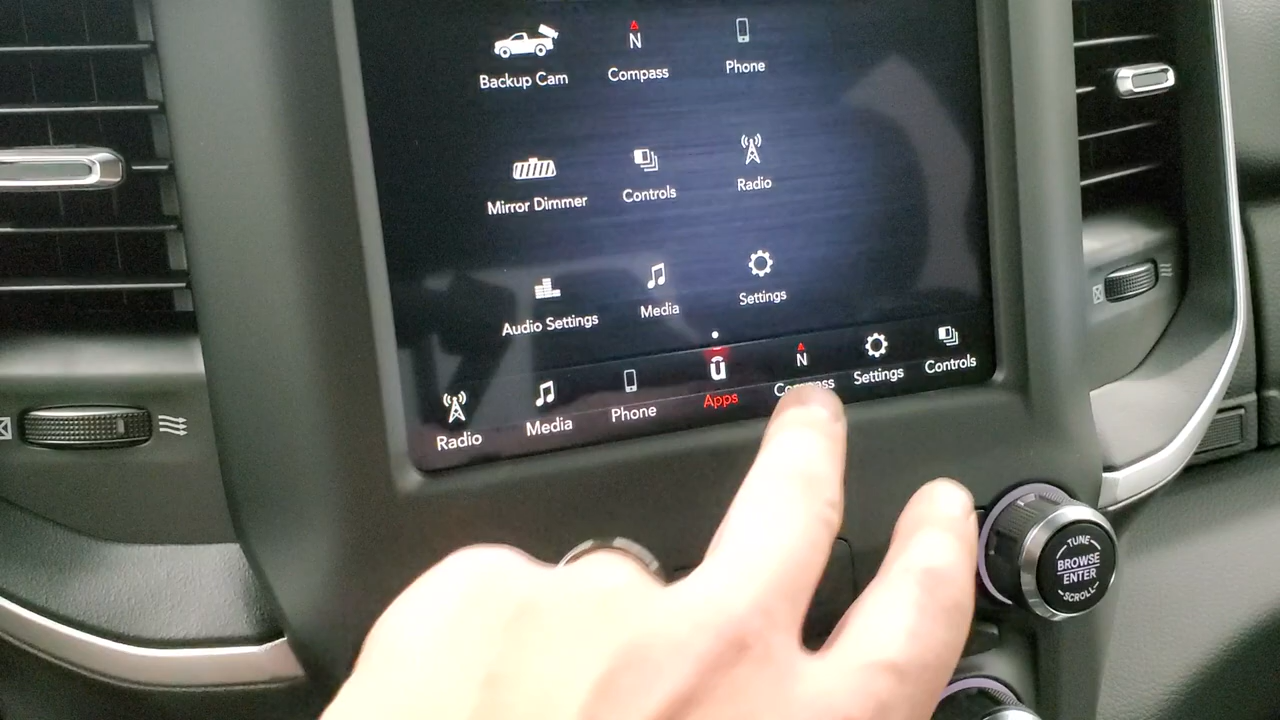 Backup Cam
N
Compass
Phone
Mirror Dimmer
Controls
Radio
Audio Settings
Media
Settings
Radio
Media
Phone
Apps
N
Compass
Settings
Controls
TUNE
BROWSE
ENTER
SCROLL